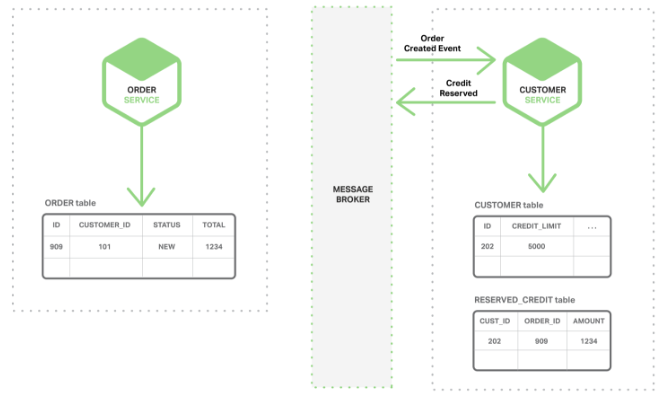 ORDER
SERVICE
ORDER table
ID CUSTOMER_ID STATUS TOTAL
909 101 NEW 1234
MESSAGE
BROKER
Order
Created Event
Credit
Reserved
CUSTOMER
SERVICE
CUSTOMER table
ID CREDIT_LIMIT ...
202 5000
RESERVED_CREDIT table
CUST_ID ORDER_ID AMOUNT
202 909 1234